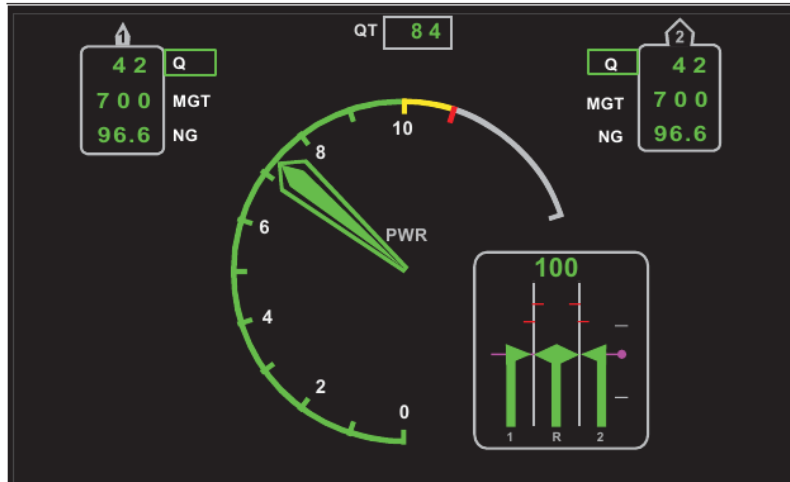 1
QT 84
2
42 Q
700 MGT
96.6 NG
Q 42
MGT 700
NG 96.6
10
8
6
4
2
0
PWR
100
1 R 2